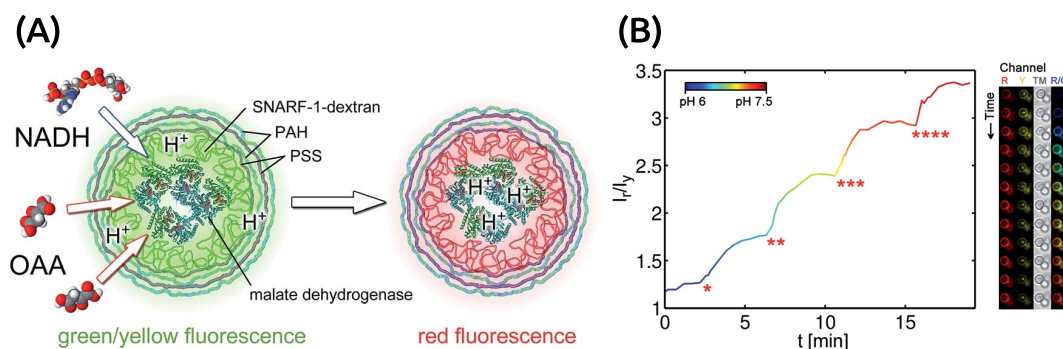 (A)
NADH
OAA
H+
H+
H+
SNARF-1-dextran
PAH
PSS
malate dehydrogenase
green/yellow fluorescence
H+
H+
H+
red fluorescence
(B)
Ir/Iy
3.5
3
2.5
2
1.5
1
pH 6
pH 7.5
*
**
***
****
0
5
10
15
t [min]
Channel
R Y TM
Time